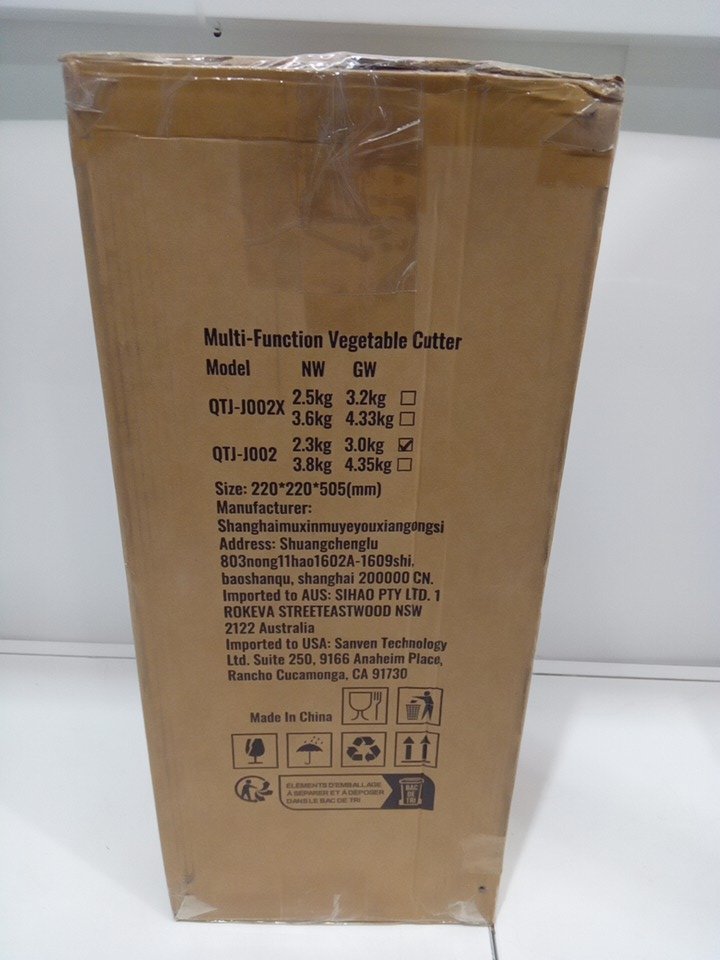 Multi-Function Vegetable Cutter
Model NW GW
QTJ-J002X 2.5kg 3.2kg
3.6kg 4.33kg
QTJ-J002 2.3kg 3.0kg
3.8kg 4.35kg
Size: 220*220*505(mm)
Manufacturer:
Shanghaimuxinmuyeyouxiangongsi
Address: Shuangchenglu
803nong11hao1602A-1609shi,
baoshanqu, shanghai 200000 CN.
Imported to AUS: SIHAO PTY LTD. 1
ROKEVA STREETEASTWOOD NSW
2122 Australia
Imported to USA: Sanven Technology
Ltd. Suite 250, 9166 Anaheim Place,
Rancho Cucamonga, CA 91730
Made In China
ÉLÉMENTS D'EMBALLAGE
À SÉPARER ET À DÉPOSER
DANS LE BAC DE TRI
BAC
DE
TRI